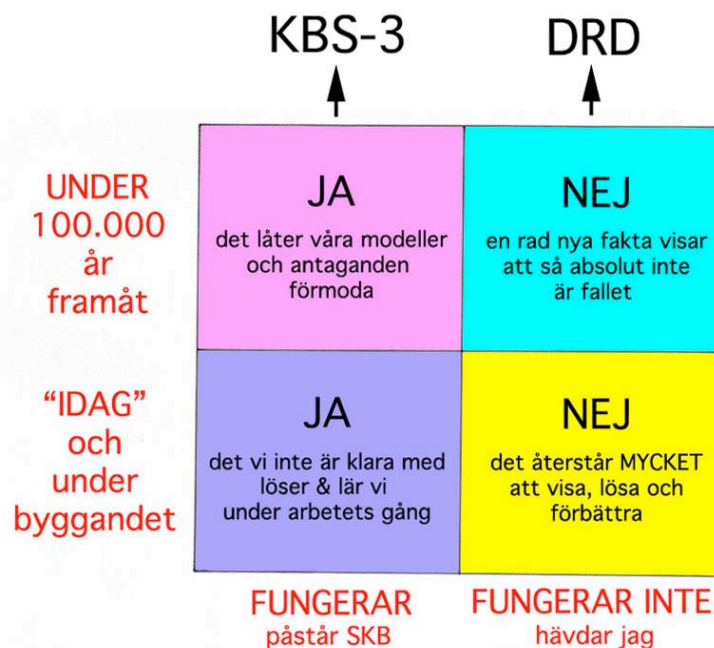 KBS-3
DRD
UNDER
100.000
år
framåt
JA
det låter våra modeller
och antaganden
förmoda
NEJ
en rad nya fakta visar
att så absolut inte
är fallet
“IDAG”
och
under
byggandet
JA
det vi inte är klara med
löser & lär vi
under arbetets gång
NEJ
det återstår MYCKET
att visa, lösa och
förbättra
FUNGERAR
påstår SKB
FUNGERAR INTE
hävdar jag